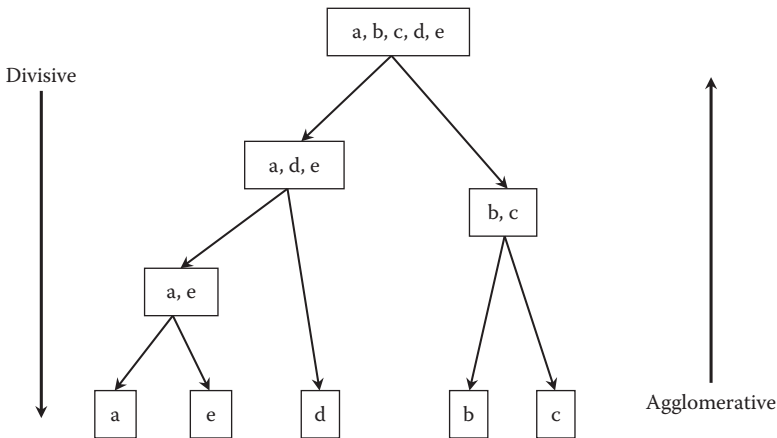 a, b, c, d, e
Divisive
a, d, e
b, c
a, e
a
e
d
b
c
Agglomerative